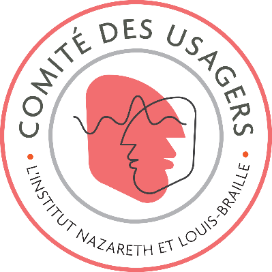 COMITÉ DES USAGERS
L'INSTITUT NAZARETH ET LOUIS-BRAILLE